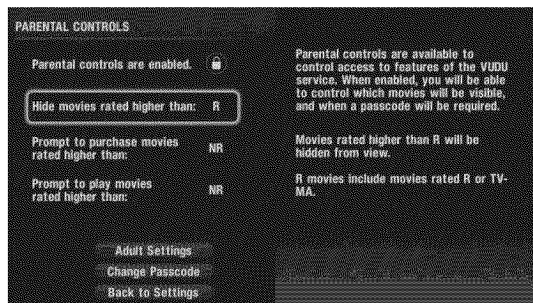 PARENTAL CONTROLS
Parental controls are enabled.
Hide movies rated higher than: R
Prompt to purchase movies
rated higher than: NR
Prompt to play movies
rated higher than: NR
Adult Settings
Change Passcode
Back to Settings
Parental controls are available to
control access to features of the VUDU
service. When enabled, you will be able
to control which movies will be visible,
and when a passcode will be required.
Movies rated higher than R will be
hidden from view.
R movies include movies rated R or TV-
MA.